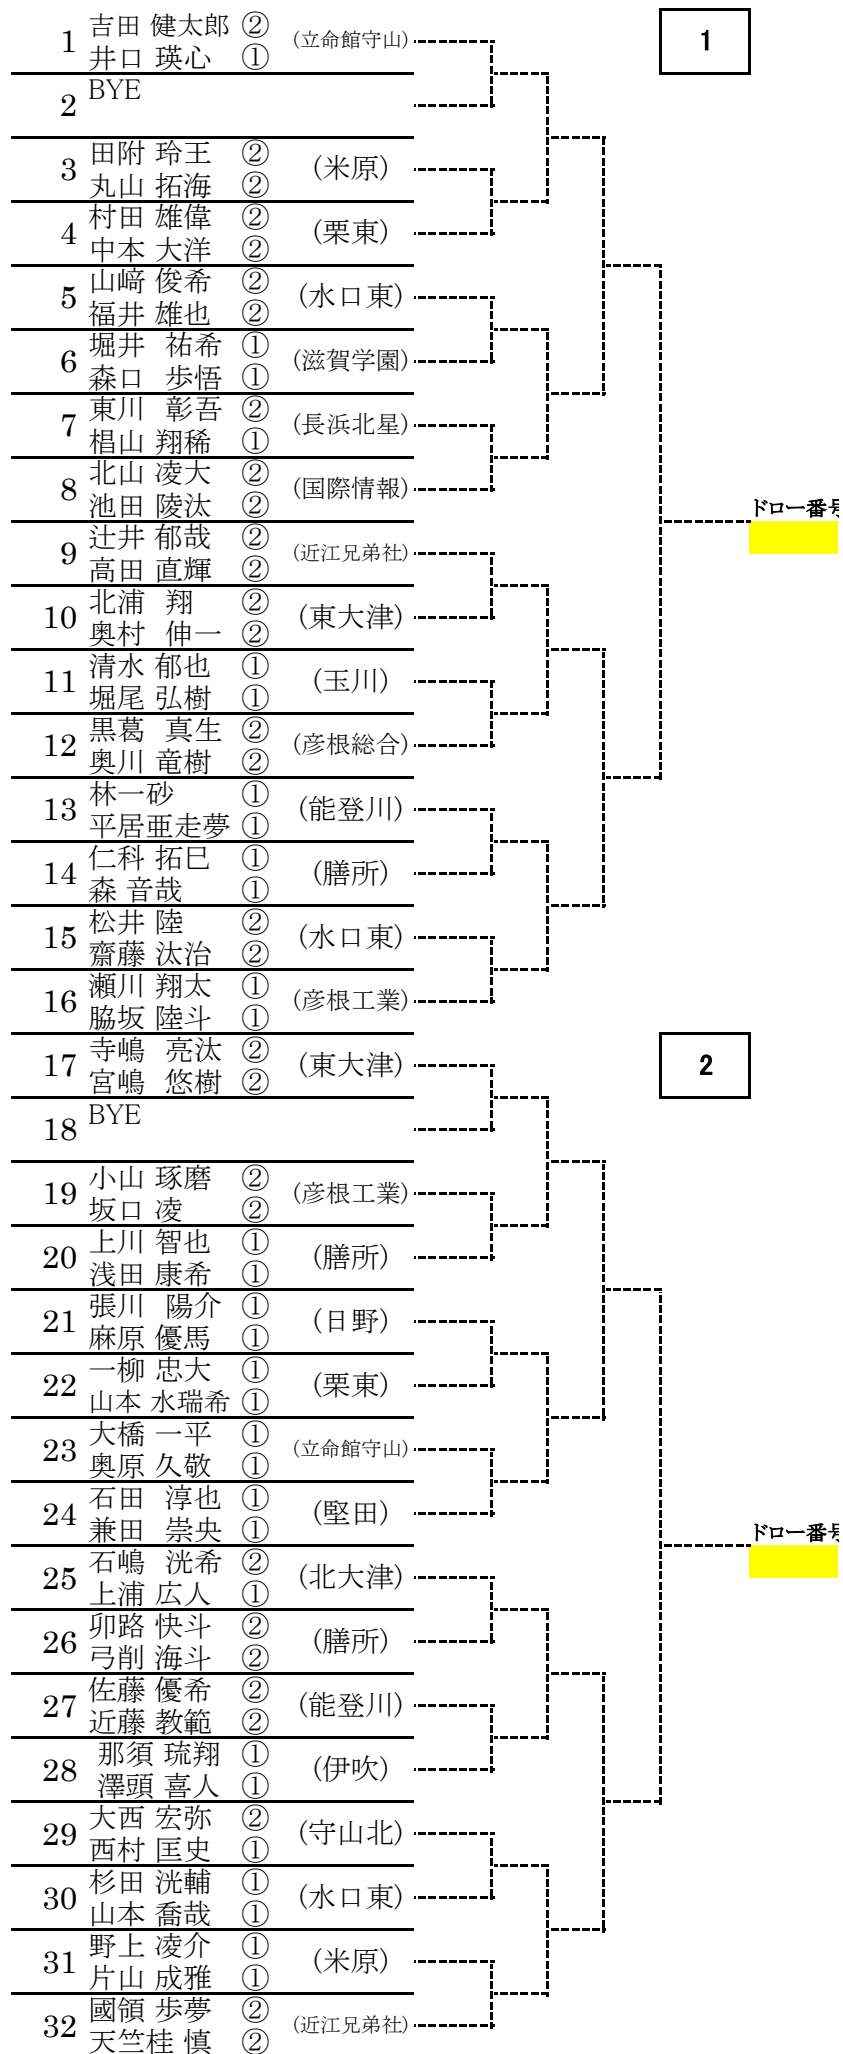 吉田 健太郎 ②
1 (立命館守山)
井口 瑛心 ①
1
BYE
2
田附 玲王 ②
3 (米原)
丸山 拓海 ②
村田 雄偉 ②
4 (栗東)
中本 大洋 ②
山﨑 俊希 ②
5 (水口東)
福井 雄也 ②
堀井 祐希 ①
6 (滋賀学園)
森口 歩悟 ①
東川 彰吾 ②
7 (長浜北星)
椙山 翔稀 ①
北山 凌大 ②
8 (国際情報)
池田 陵汰 ②
ドロー番号
辻井 郁哉 ②
9 (近江兄弟社)
高田 直輝 ②
北浦 翔 ②
10 (東大津)
奥村 伸一 ②
清水 郁也 ①
11 (玉川)
堀尾 弘樹 ①
黒葛 真生 ②
12 (彦根総合)
奥川 竜樹 ②
林一砂 ①
13 (能登川)
平居亜走夢 ①
仁科 拓巳 ①
14 (膳所)
森 音哉 ①
松井 陸 ②
15 (水口東)
齋藤 汰治 ②
瀬川 翔太 ①
16 (彦根工業)
脇坂 陸斗 ①
寺嶋 亮汰 ②
17 (東大津)
宮嶋 悠樹 ②
2
BYE
18
小山 琢磨 ②
19 (彦根工業)
坂口 凌 ②
上川 智也 ①
20 (膳所)
浅田 康希 ①
張川 陽介 ①
21 (日野)
麻原 優馬 ①
一柳 忠大 ①
22 (栗東)
山本 水瑞希 ①
大橋 一平 ①
23 (立命館守山)
奥原 久敬 ①
石田 淳也 ①
24 (堅田)
兼田 崇央 ①
ドロー番号
石嶋 洸希 ②
25 (北大津)
上浦 広人 ①
卯路 快斗 ②
26 (膳所)
弓削 海斗 ②
佐藤 優希 ②
27 (能登川)
近藤 教範 ②
那須 琉翔 ①
28 (伊吹)
澤頭 喜人 ①
大西 宏弥 ②
29 (守山北)
西村 匡史 ①
杉田 洸輔 ①
30 (水口東)
山本 喬哉 ①
野上 凌介 ①
31 (米原)
片山 成雅 ①
國領 歩夢 ②
32 (近江兄弟社)
天竺桂 慎 ②